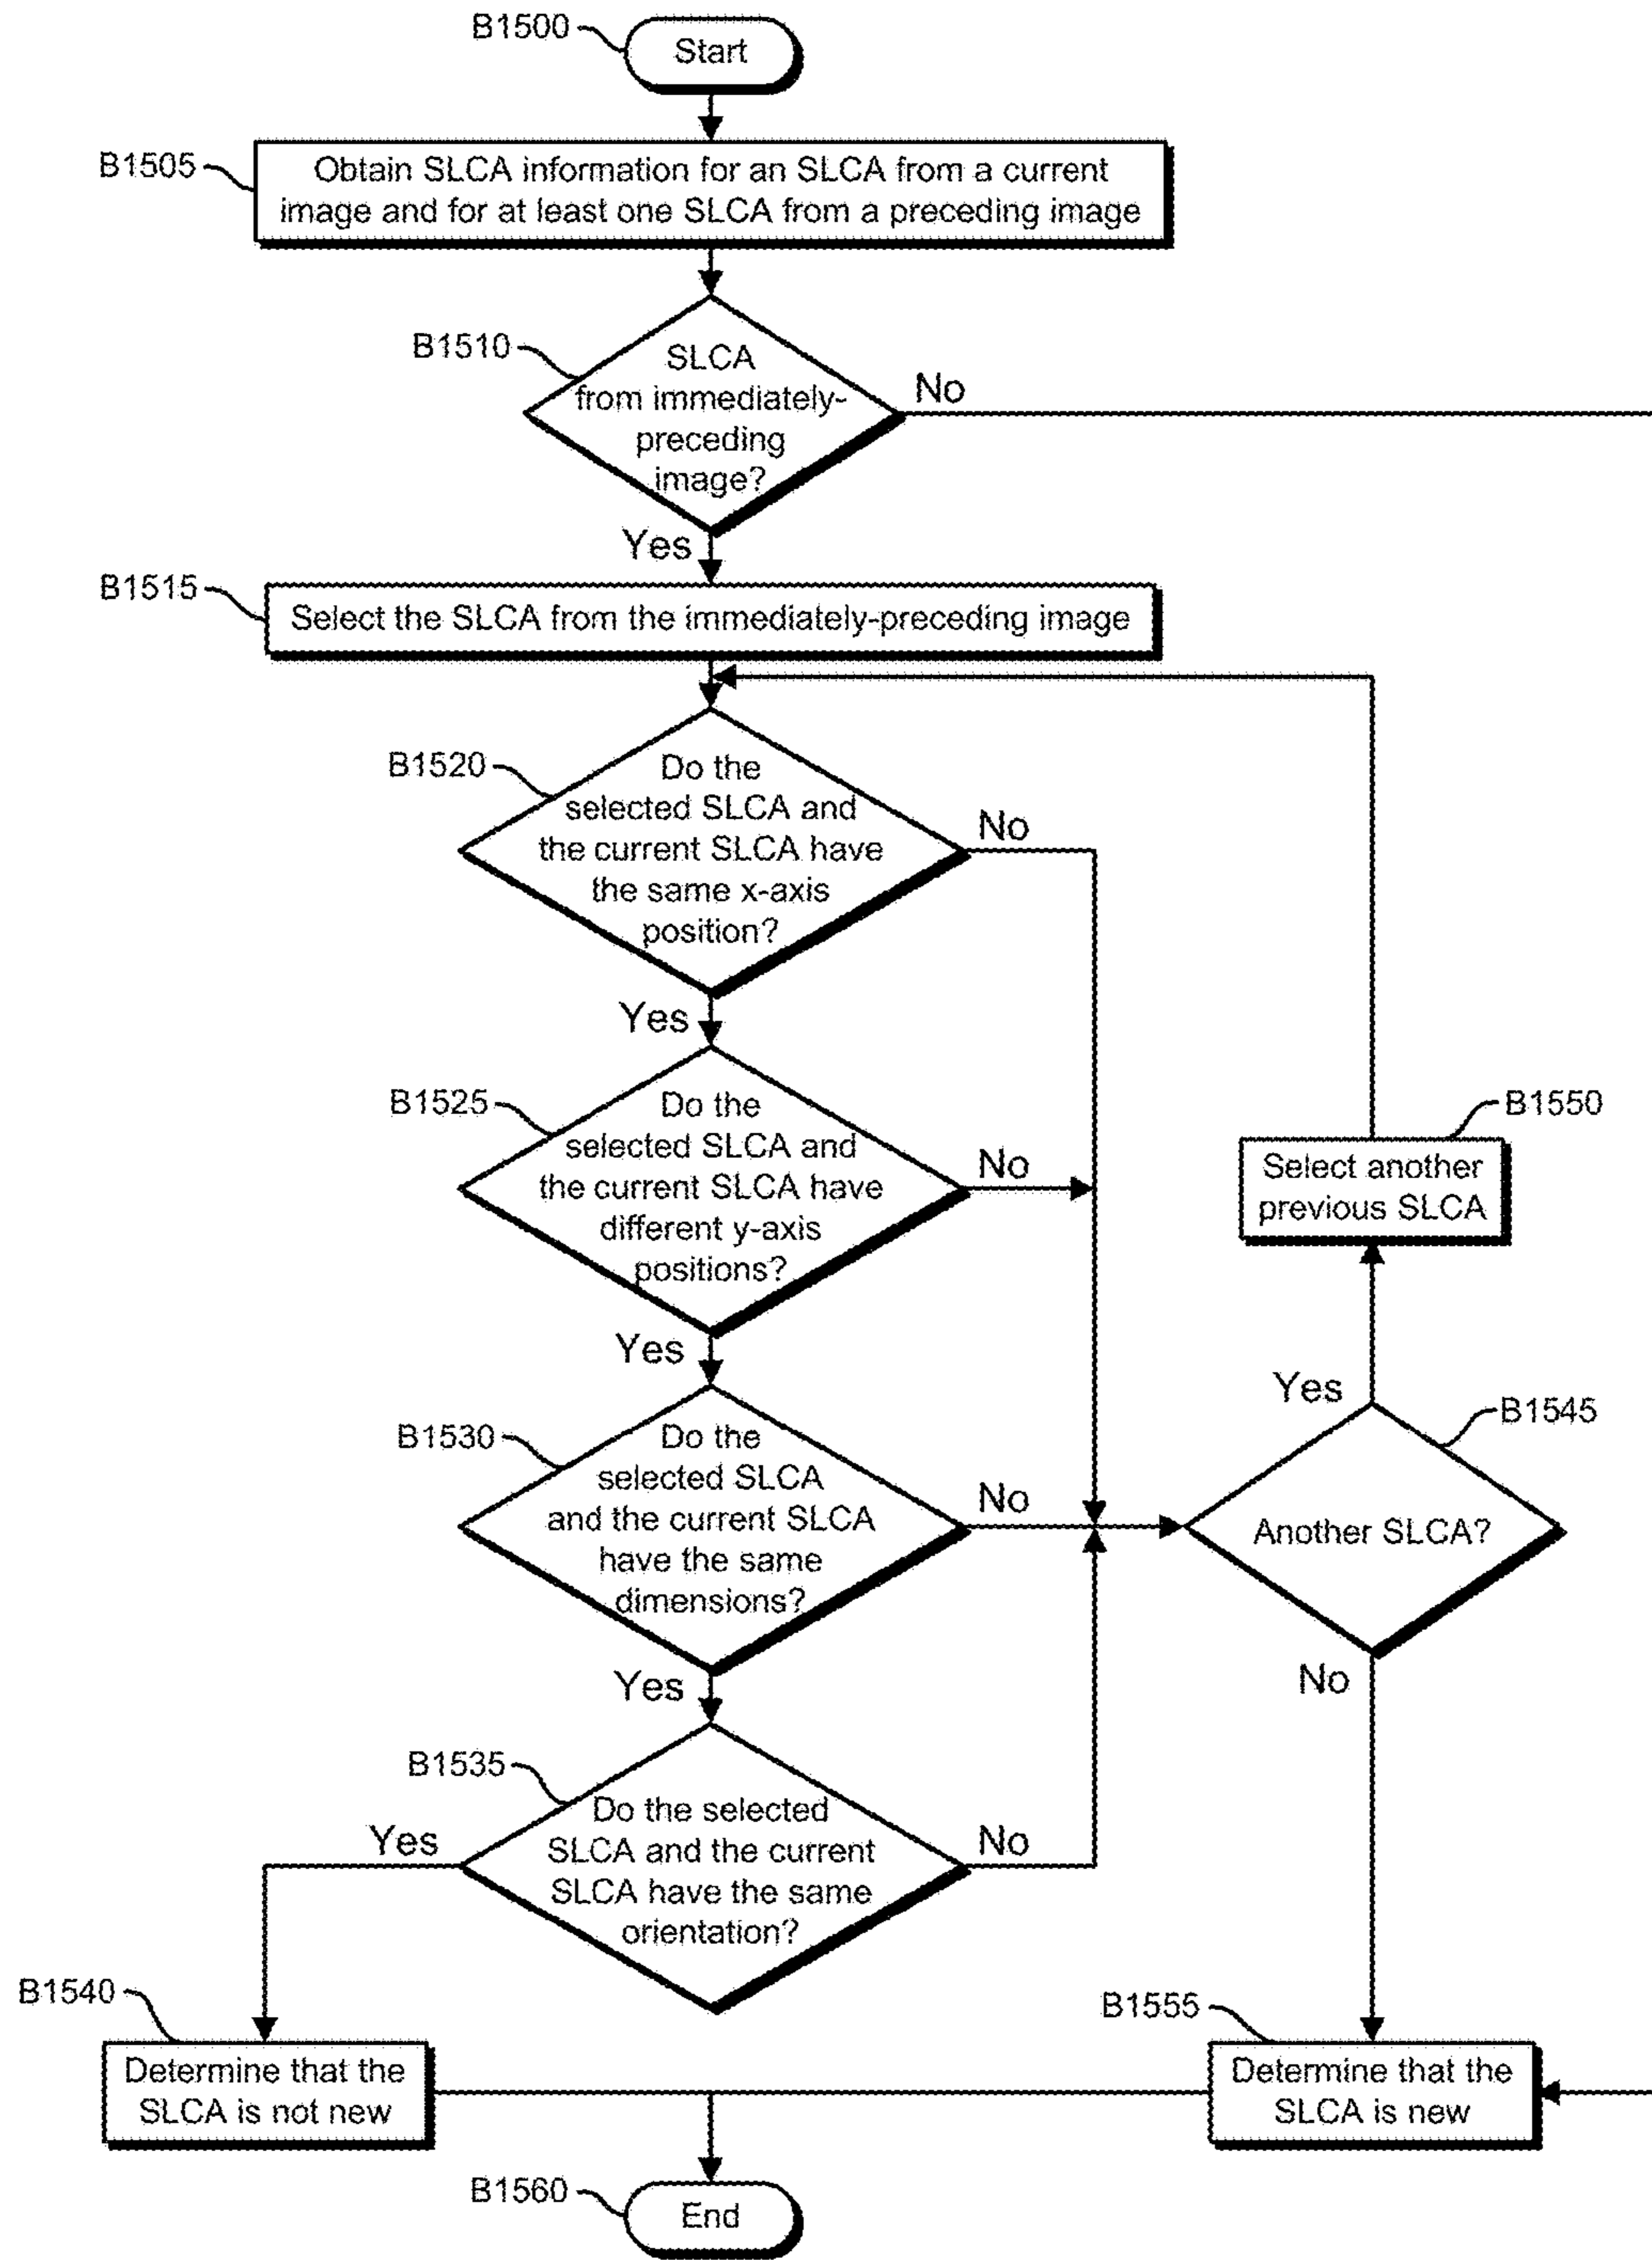 B1500
Start
B1505
Obtain SLCA information for an SLCA from a current
image and for at least one SLCA from a preceding image
B1510
SLCA
from immediately-
preceding
image?
No
Yes
B1515
Select the SLCA from the immediately-preceding image
B1520
Do the
selected SLCA and
the current SLCA have
the same x-axis
position?
No
Yes
B1525
Do the
selected SLCA and
the current SLCA have
different y-axis
positions?
No
Yes
B1550
Select another
previous SLCA
B1530
Do the
selected SLCA
and the current SLCA
have the same
dimensions?
No
Yes
Yes
B1545
Another SLCA?
No
B1535
Do the selected
SLCA and the current
SLCA have the same
orientation?
Yes
No
B1540
Determine that the
SLCA is not new
B1555
Determine that the
SLCA is new
B1560
End